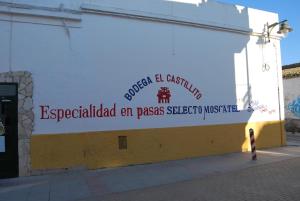 BODEGA EL CASTILLITO
Especialidad en pasas SELECTO MOSCATEL